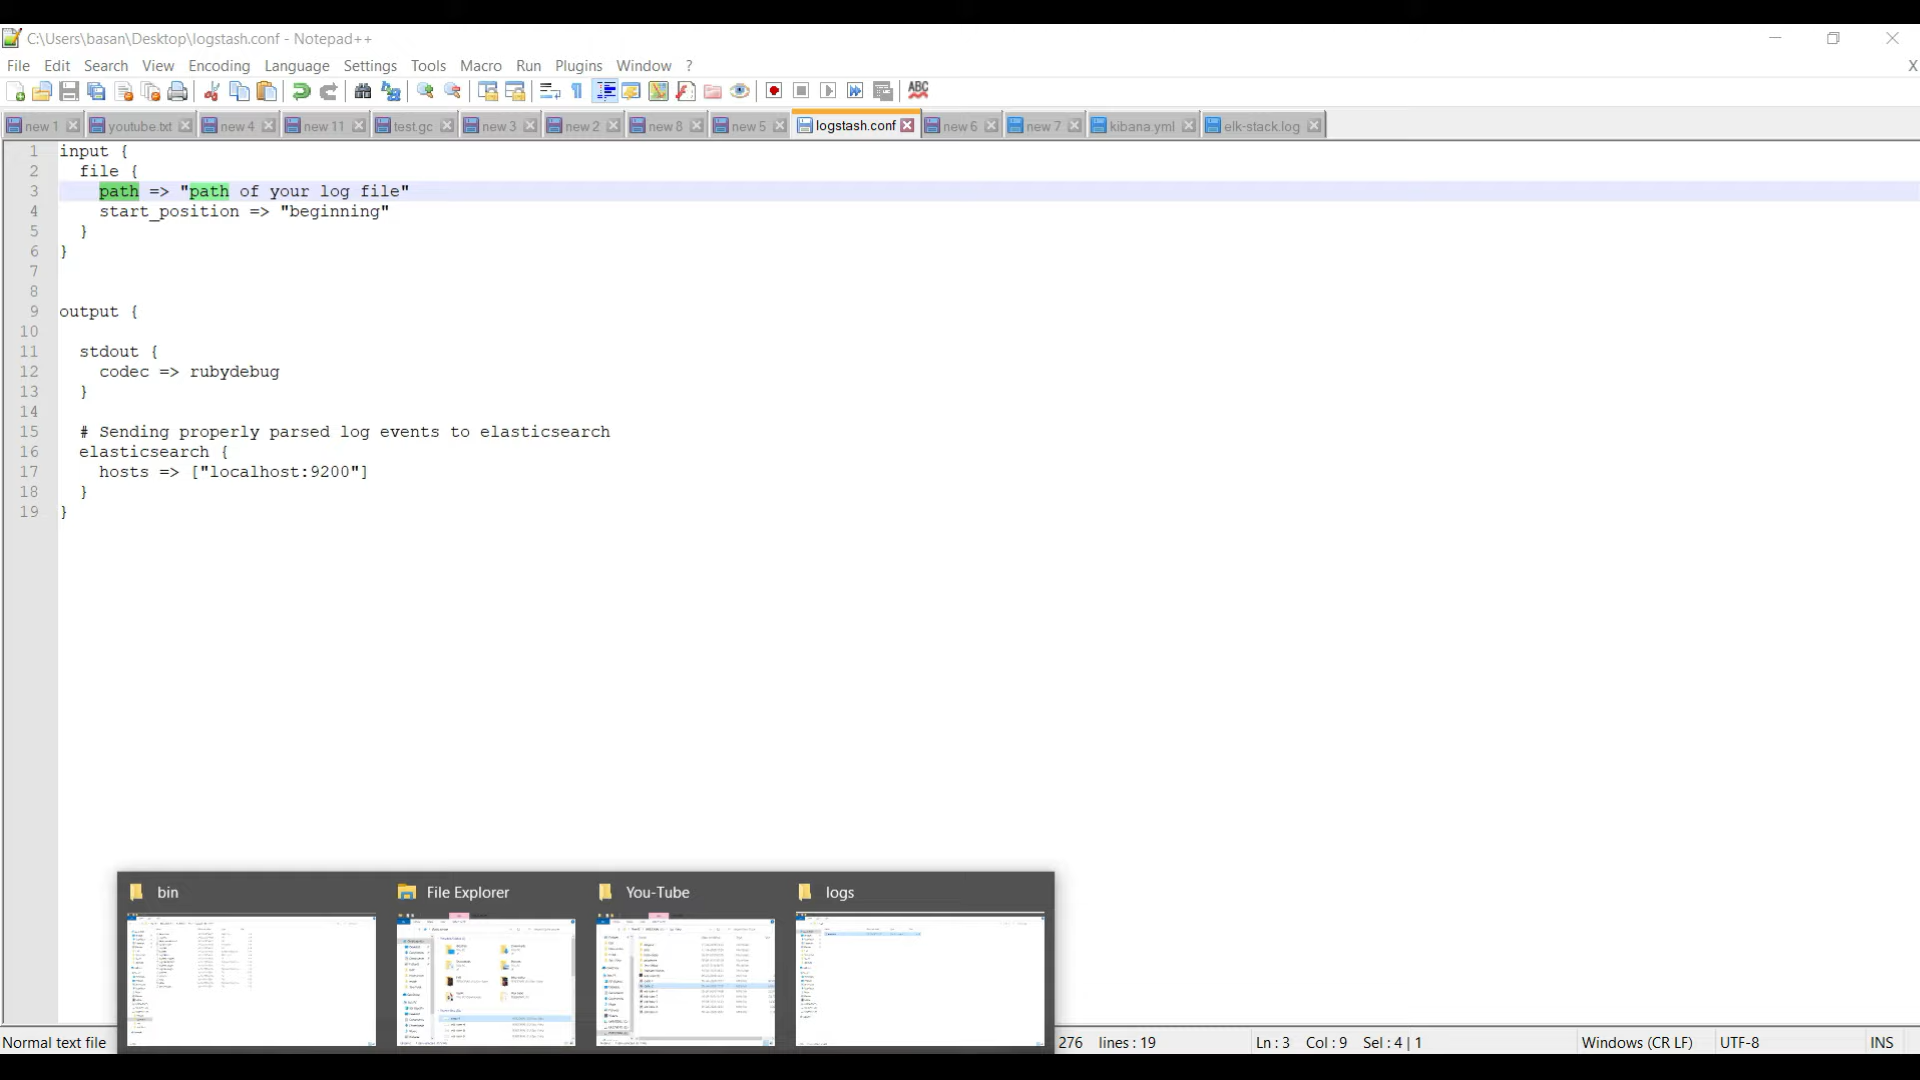 C:\Users\basan\Desktop\logstash.conf - Notepad++
File Edit Search View Encoding Language Settings Tools Macro Run Plugins Window ? X
ABC
new 1 youtube.txt new 4 new 11 test.gc new 3 new 2 new 8 new 5 logstash.conf new 6 new 7 kibana.yml elk-stack.log
1 input {
2 file {
3 path => "path of your log file"
4 start_position => "beginning"
5 }
6 }
7
8
9 output {
10
11 stdout {
12 codec => rubydebug
13 }
14
15 # Sending properly parsed log events to elasticsearch
16 elasticsearch {
17 hosts => ["localhost:9200"]
18 }
19 }
bin File Explorer You-Tube logs
Normal text file 276 lines : 19 Ln : 3 Col : 9 Sel : 4 | 1 Windows (CR LF) UTF-8 INS